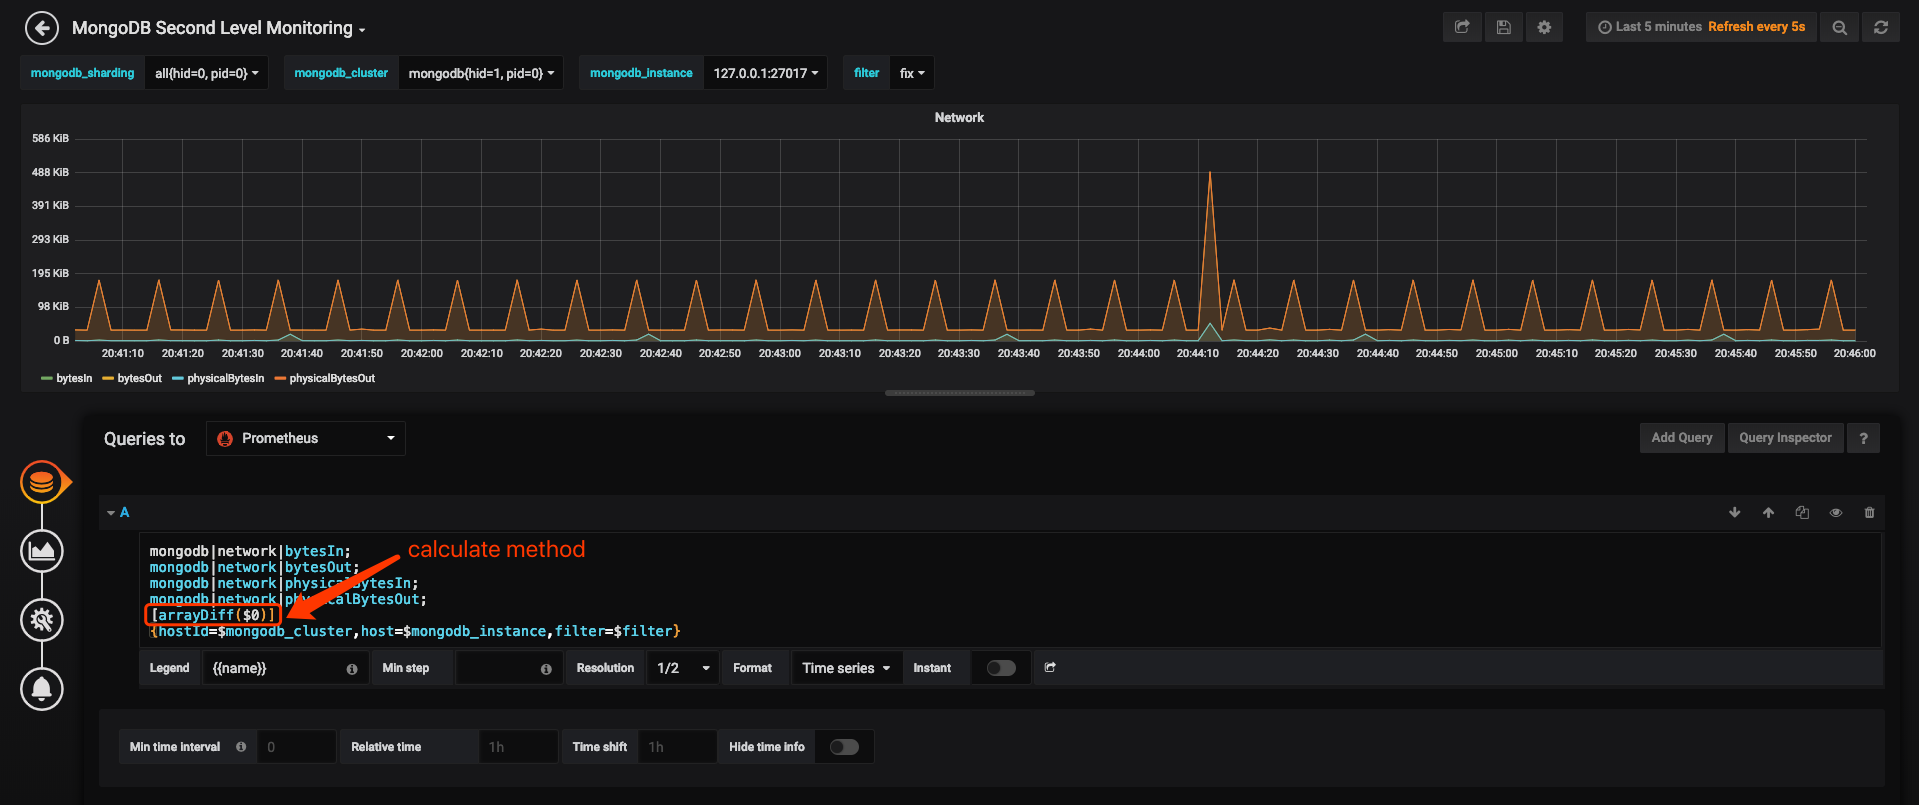 MongoDB Second Level Monitoring
Last 5 minutes Refresh every 5s
mongodb_sharding all{hid=0, pid=0} mongodb_cluster mongodb{hid=1, pid=0} mongodb_instance 127.0.0.1:27017 filter fix
Network
586 KiB
488 KiB
391 KiB
293 KiB
195 KiB
98 KiB
0 B
20:41:10 20:41:20 20:41:30 20:41:40 20:41:50 20:42:00 20:42:10 20:42:20 20:42:30 20:42:40 20:42:50 20:43:00 20:43:10 20:43:20 20:43:30 20:43:40 20:43:50 20:44:00 20:44:10 20:44:20 20:44:30 20:44:40 20:44:50 20:45:00 20:45:10 20:45:20 20:45:30 20:45:40 20:45:50 20:46:00
bytesIn bytesOut physicalBytesIn physicalBytesOut
Queries to Prometheus Add Query Query Inspector ?
A
calculate method
mongodb|network|bytesIn;
mongodb|network|bytesOut;
mongodb|network|physicalBytesIn;
mongodb|network|physicalBytesOut;
[arrayDiff($0)]
{hostId=$mongodb_cluster,host=$mongodb_instance,filter=$filter}
Legend {{name}} Min step Resolution 1/2 Format Time series Instant
Min time interval 0 Relative time 1h Time shift 1h Hide time info